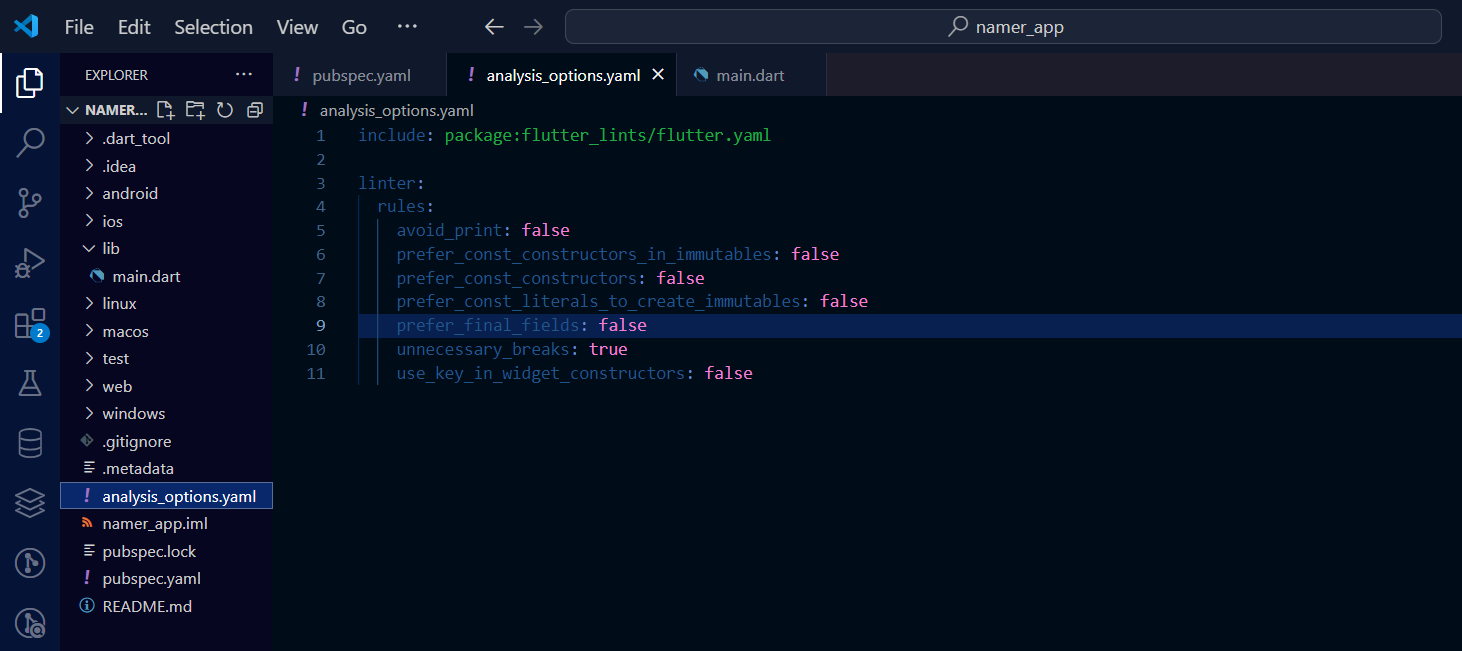 File Edit Selection View Go ···
namer_app
EXPLORER ···
NAMER...
.dart_tool
.idea
android
ios
lib
main.dart
linux
macos
test
web
windows
.gitignore
.metadata
! analysis_options.yaml
namer_app.iml
pubspec.lock
! pubspec.yaml
README.md
2
! pubspec.yaml
! analysis_options.yaml
main.dart
! analysis_options.yaml
1 include: package:flutter_lints/flutter.yaml
2
3 linter:
4 rules:
5 avoid_print: false
6 prefer_const_constructors_in_immutables: false
7 prefer_const_constructors: false
8 prefer_const_literals_to_create_immutables: false
9 prefer_final_fields: false
10 unnecessary_breaks: true
11 use_key_in_widget_constructors: false